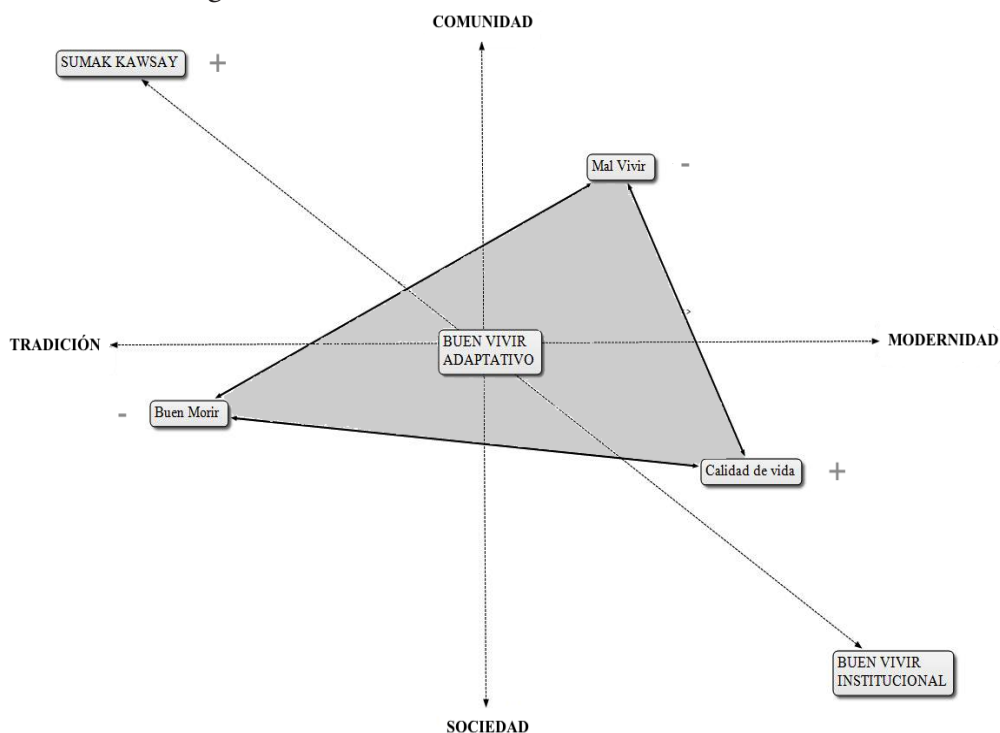 COMUNIDAD
SUMAK KAWSAY
+
Mal Vivir
-
BUEN VIVIR
ADAPTATIVO
TRADICIÓN
MODERNIDAD
-
Buen Morir
Calidad de vida
+
BUEN VIVIR
INSTITUCIONAL
SOCIEDAD